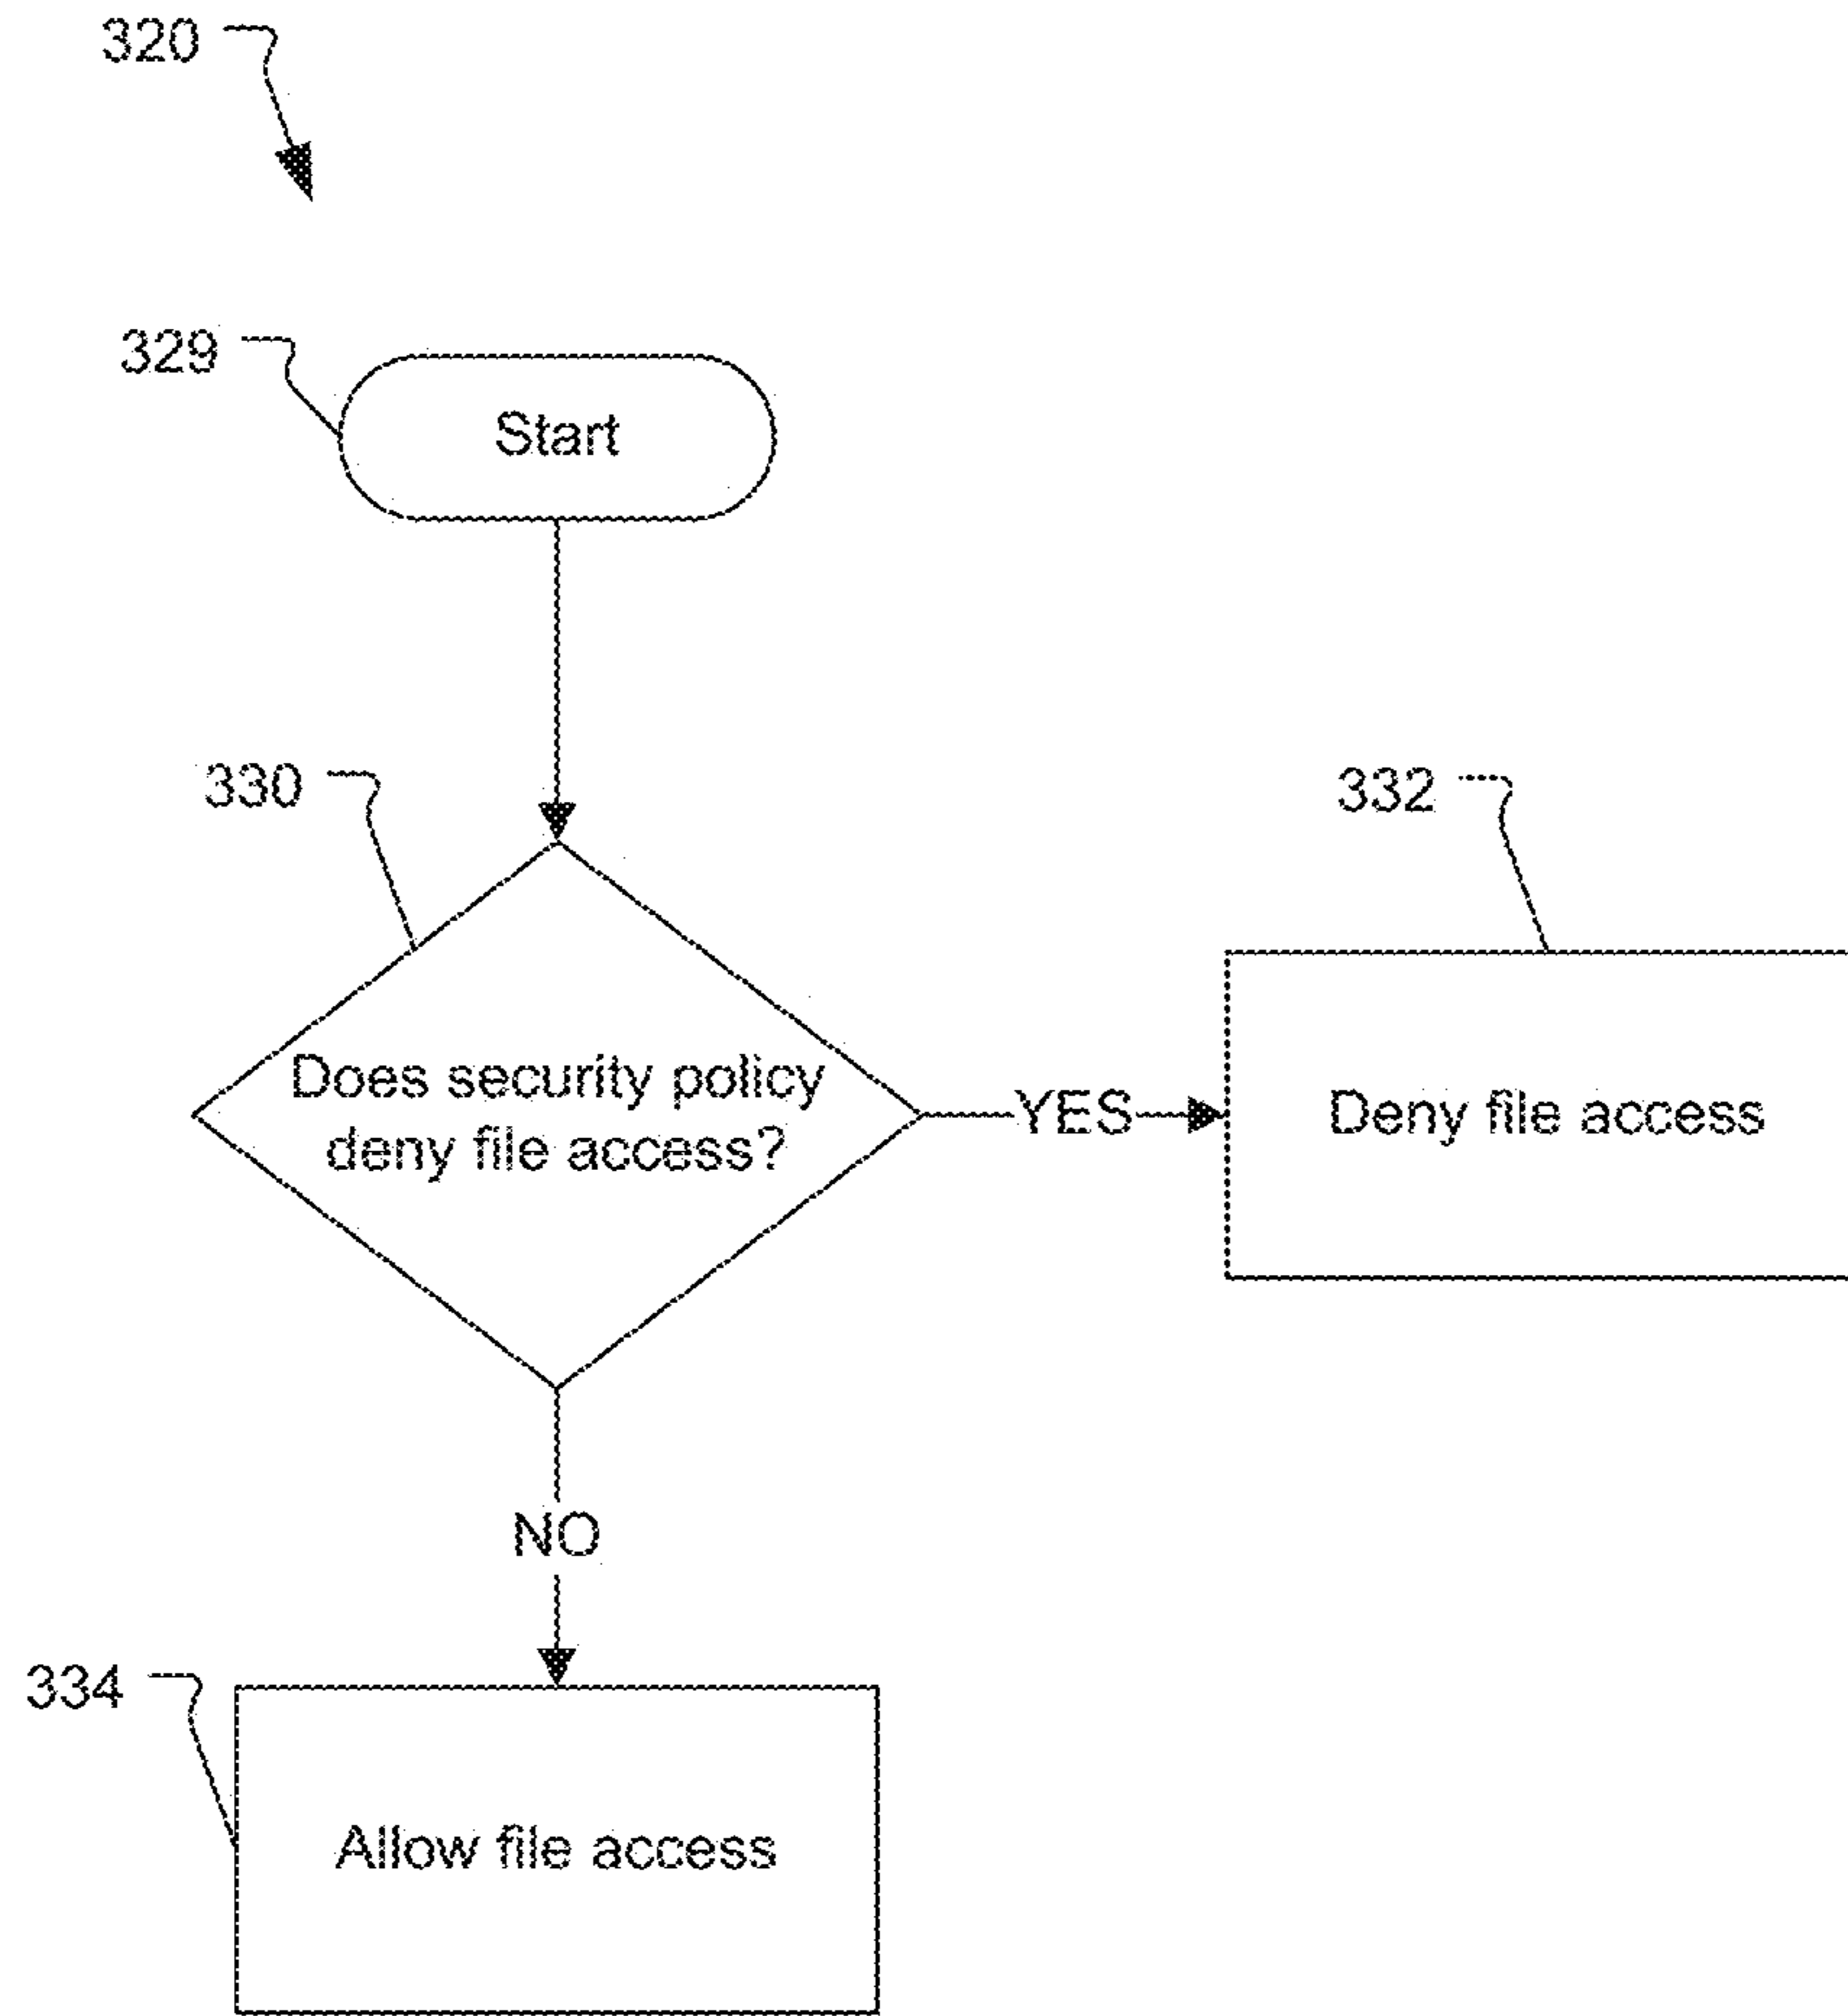 320
329
Start
330
332
Does security policy
deny file access?
YES
Deny file access
NO
334
Allow file access